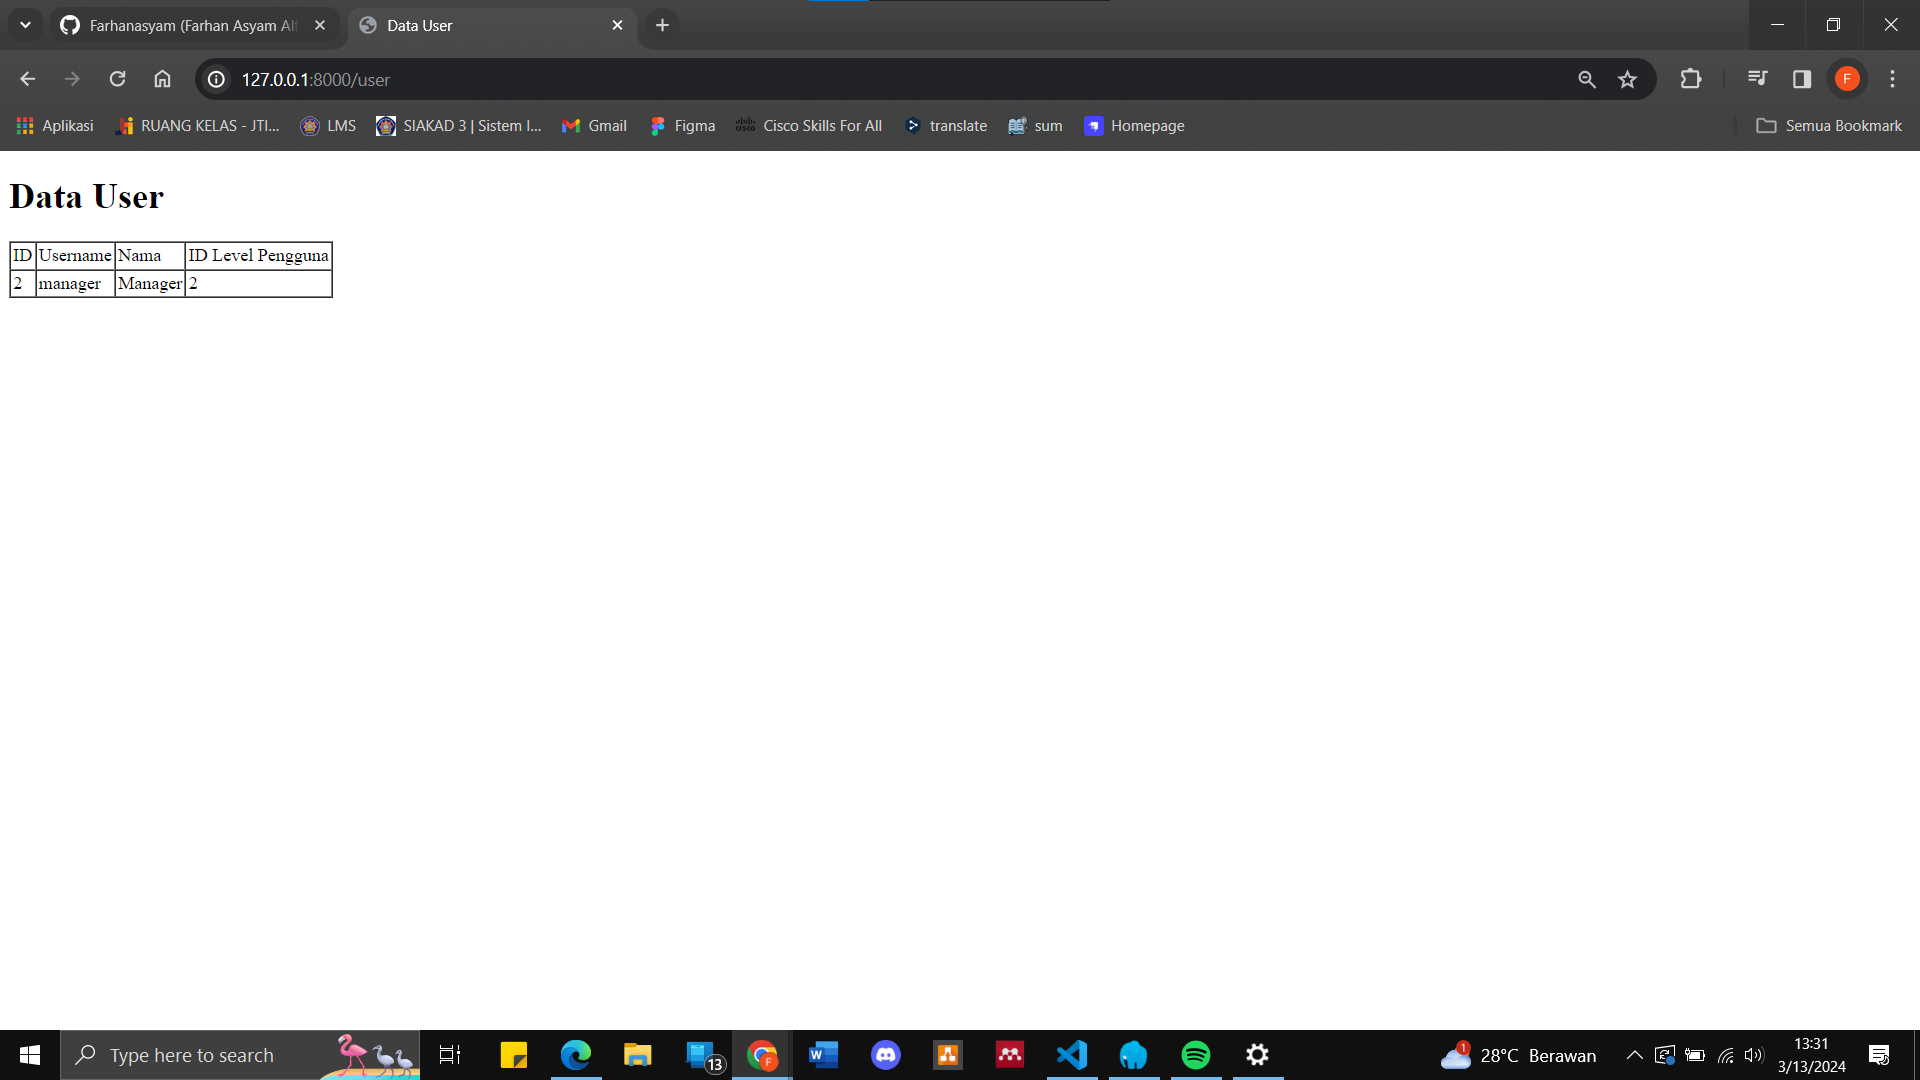 Farhanasyam (Farhan Asyam Al
Data User
127.0.0.1:8000/user
F
Aplikasi
RUANG KELAS - JTI...
LMS
SIAKAD 3 | Sistem I...
Gmail
Figma
Cisco Skills For All
translate
sum
Homepage
Semua Bookmark
Data User
ID Username Nama ID Level Pengguna
2 manager Manager 2
Type here to search
13
F
1
28°C Berawan
13:31
3/13/2024